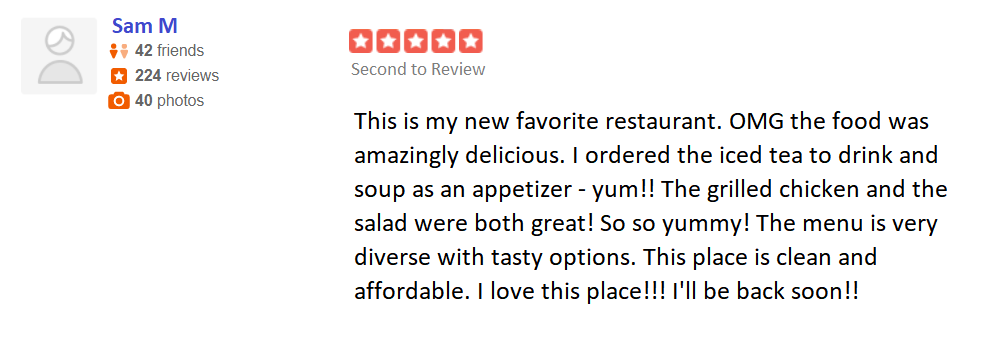 Sam M
42 friends
224 reviews
40 photos
Second to Review
This is my new favorite restaurant. OMG the food was
amazingly delicious. I ordered the iced tea to drink and
soup as an appetizer - yum!! The grilled chicken and the
salad were both great! So so yummy! The menu is very
diverse with tasty options. This place is clean and
affordable. I love this place!!! I'll be back soon!!